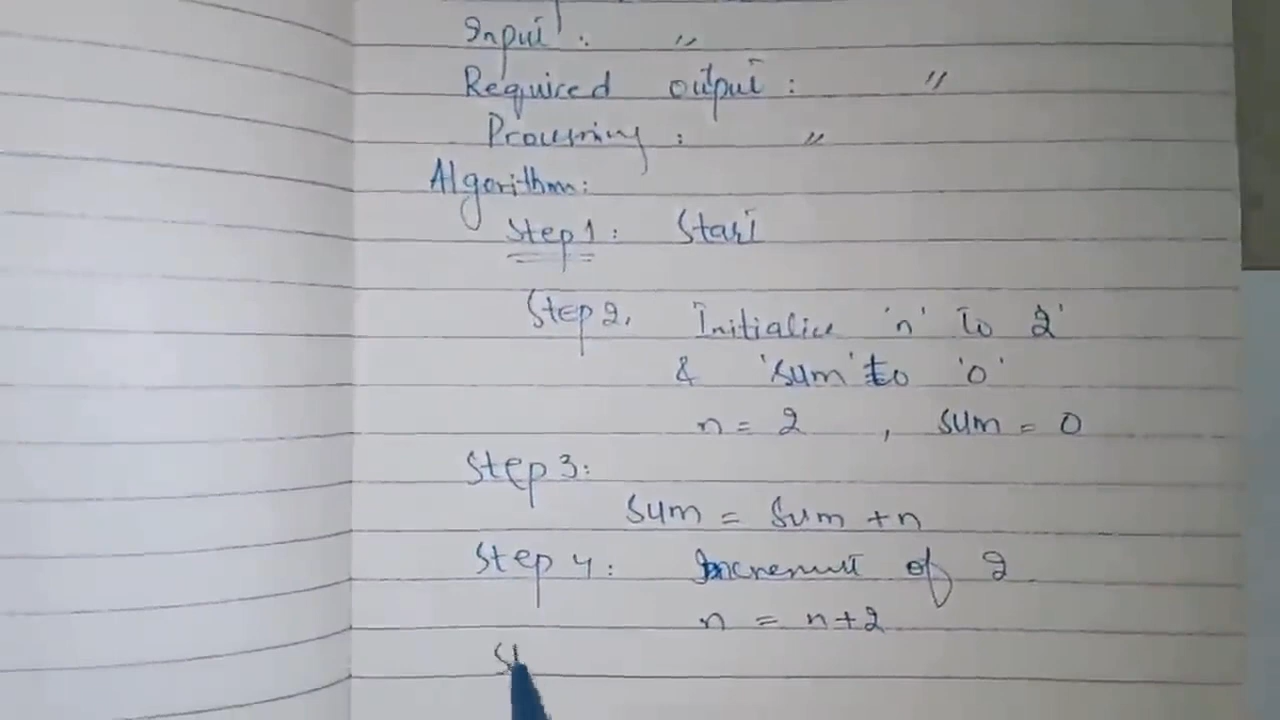 Input : "
Required output : "
Processing : "
Algorithm:
Step 1: Start
Step 2, Initialise 'n' to 2'
& 'sum' to '0'
n = 2 , sum = 0
Step 3:
sum = sum + n
Step 4: Increment of 2
n = n+2